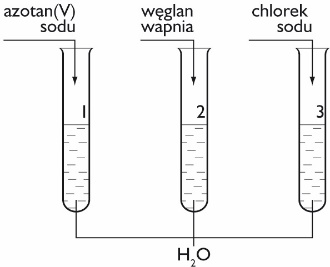 azotan(V)
sodu
węglan
wapnia
chlorek
sodu
1
2
3
H₂O